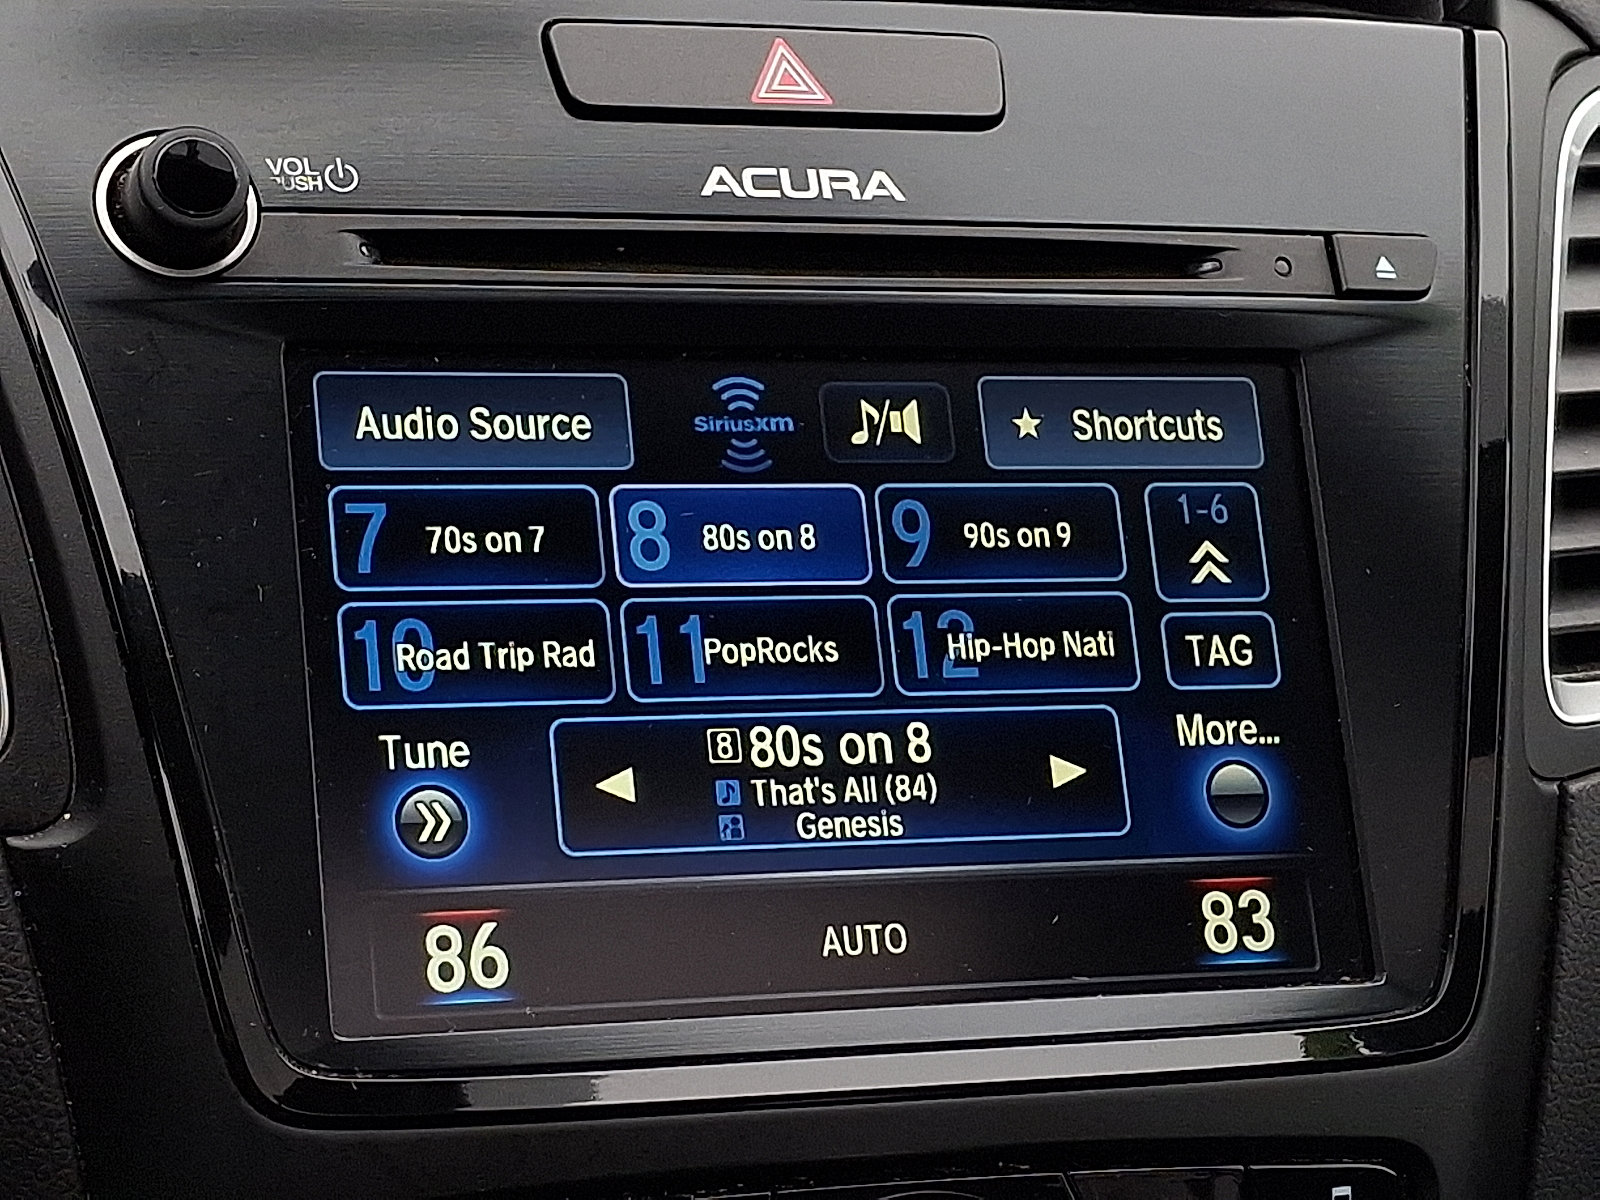 VOL
PUSH
ACURA
Audio Source
SiriusXm
Shortcuts
7 70s on 7
8 80s on 8
9 90s on 9
1-6
10 Road Trip Rad
11 PopRocks
12 Hip-Hop Nati
TAG
Tune
8 80s on 8
That's All (84)
Genesis
More...
86
AUTO
83